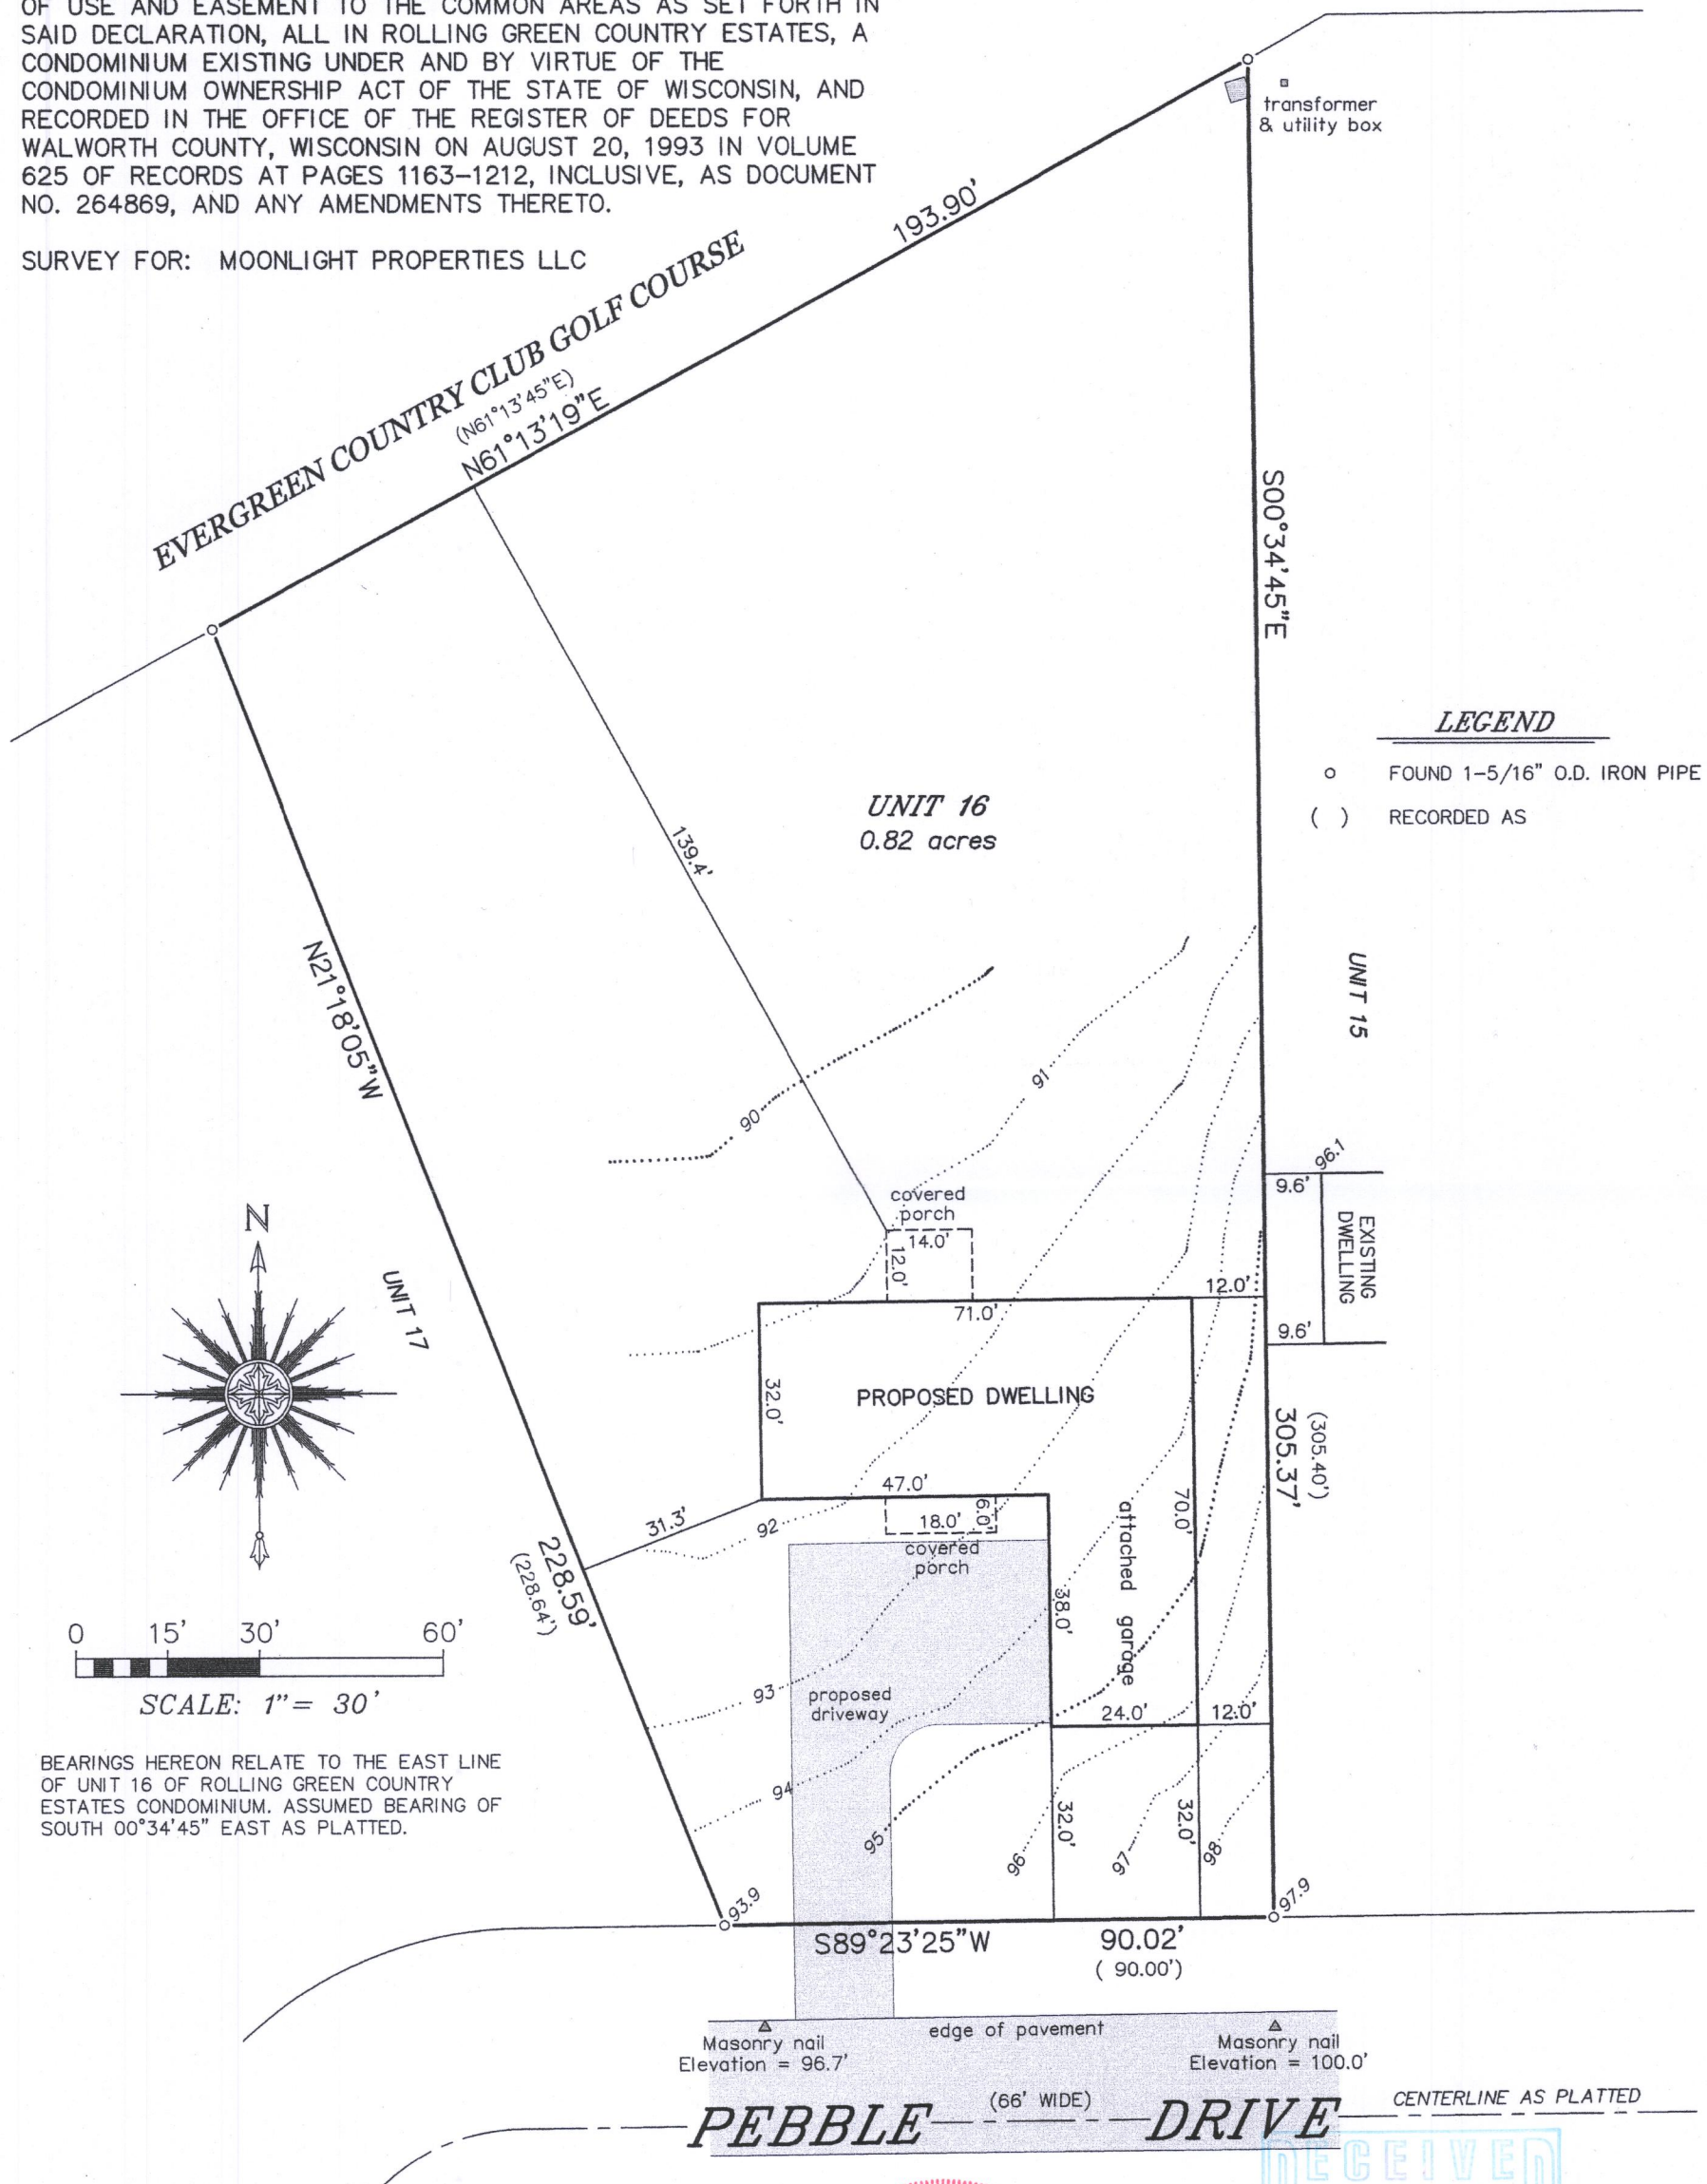 OF USE AND EASEMENT TO THE COMMON AREAS AS SET FORTH IN
SAID DECLARATION, ALL IN ROLLING GREEN COUNTRY ESTATES, A
CONDOMINIUM EXISTING UNDER AND BY VIRTUE OF THE
CONDOMINIUM OWNERSHIP ACT OF THE STATE OF WISCONSIN, AND
RECORDED IN THE OFFICE OF THE REGISTER OF DEEDS FOR
WALWORTH COUNTY, WISCONSIN ON AUGUST 20, 1993 IN VOLUME
625 OF RECORDS AT PAGES 1163-1212, INCLUSIVE, AS DOCUMENT
NO. 264869, AND ANY AMENDMENTS THERETO.
SURVEY FOR: MOONLIGHT PROPERTIES LLC
transformer
& utility box
193.90'
EVERGREEN COUNTRY CLUB GOLF COURSE
(N61°13'45"E)
N61°13'19"E
S00°34'45"E
LEGEND
FOUND 1-5/16" O.D. IRON PIPE
( ) RECORDED AS
UNIT 16
0.82 acres
139.4'
N21°18'05"W
UNIT 15
91
90
96.1
covered
porch
14.0'
12.0'
9.6'
EXISTING
DWELLING
9.6'
12.0'
71.0'
N
UNIT 17
32.0'
PROPOSED DWELLING
(305.40')
305.37'
47.0'
31.3'
92
18.0'
6.0'
covered
porch
attached garage
70.0'
228.59'
(228.64')
38.0'
0 15' 30' 60'
SCALE: 1"= 30'
93
proposed
driveway
24.0'
12.0'
BEARINGS HEREON RELATE TO THE EAST LINE
OF UNIT 16 OF ROLLING GREEN COUNTRY
ESTATES CONDOMINIUM. ASSUMED BEARING OF
SOUTH 00°34'45" EAST AS PLATTED.
94
95
96
32.0'
97
32.0'
98
93.9
97.9
S89°23'25"W
90.02'
( 90.00')
edge of pavement
Masonry nail
Elevation = 96.7'
Masonry nail
Elevation = 100.0'
PEBBLE (66' WIDE) DRIVE
CENTERLINE AS PLATTED
RECEIVED